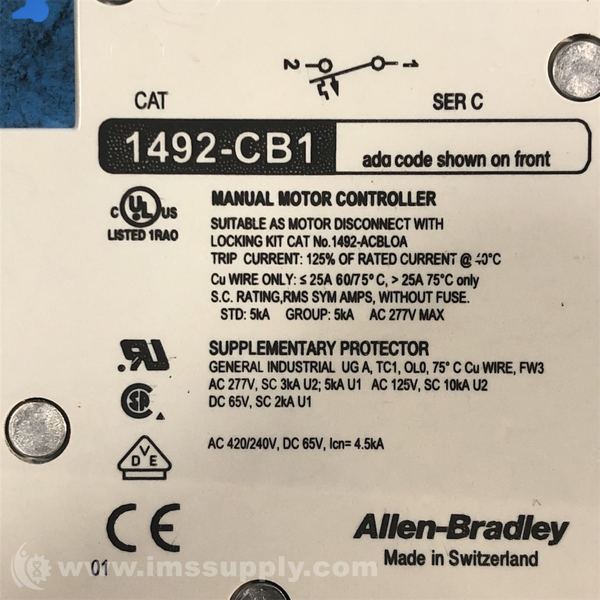 2 1
CAT SER C
1492-CB1 add code shown on front
C UL US
LISTED 1RAO
MANUAL MOTOR CONTROLLER
SUITABLE AS MOTOR DISCONNECT WITH
LOCKING KIT CAT No.1492-ACBLOA
TRIP CURRENT: 125% OF RATED CURRENT @ 40°C
Cu WIRE ONLY: ≤ 25A 60/75°C, > 25A 75°C only
S.C. RATING,RMS SYM AMPS, WITHOUT FUSE.
STD: 5kA GROUP: 5kA AC 277V MAX
SUPPLEMENTARY PROTECTOR
GENERAL INDUSTRIAL UG A, TC1, OL0, 75° C Cu WIRE, FW3
AC 277V, SC 3kA U2; 5kA U1 AC 125V, SC 10kA U2
DC 65V, SC 2kA U1
AC 420/240V, DC 65V, Icn= 4.5kA
SA
DVE
CE
01
Allen-Bradley
Made in Switzerland
www.imssupply.com